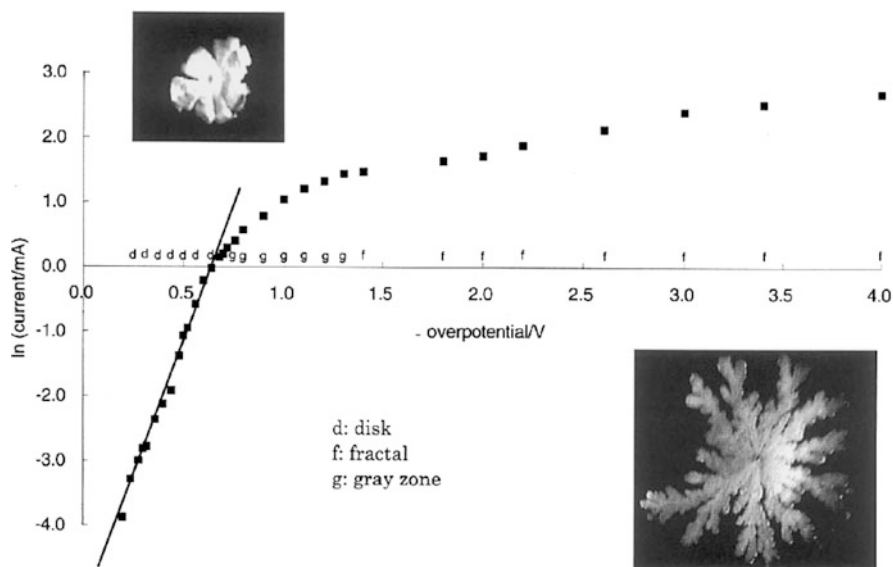 3.0
2.0
1.0
d d d d d d d g g g g g g f f f f f f f f
0.0
0.0 0.5 1.0 1.5 2.0 2.5 3.0 3.5 4.0
-1.0
-2.0
-3.0
-4.0
ln (current/mA)
- overpotential/V
d: disk
f: fractal
g: gray zone